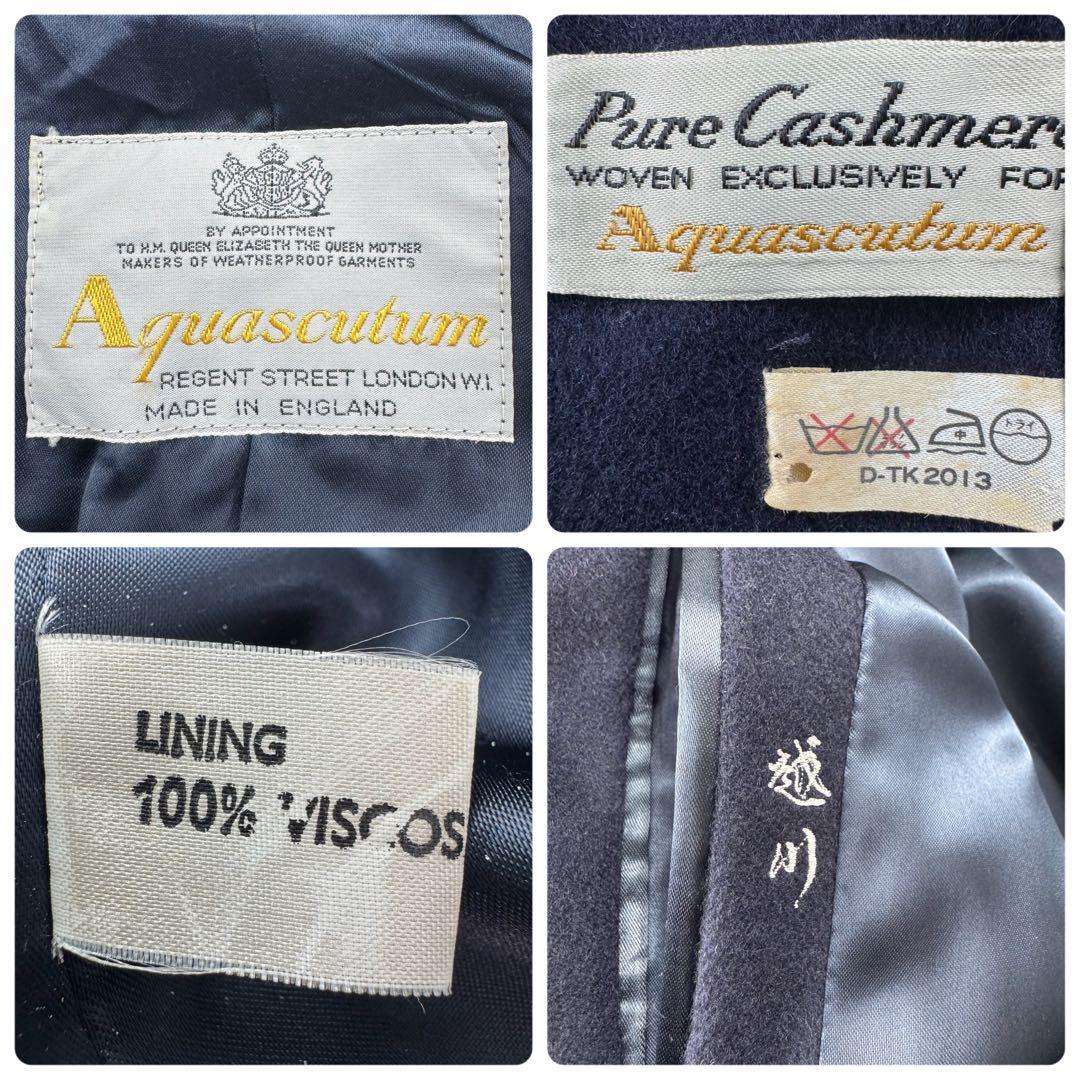 BY APPOINTMENT
TO H.M. QUEEN ELIZABETH THE QUEEN MOTHER
MAKERS OF WEATHERPROOF GARMENTS
Aquascutum
REGENT STREET LONDON W.1.
MADE IN ENGLAND
Pure Cashmere
WOVEN EXCLUSIVELY FOR
Aquascutum
中 ドライ
D-TK2013
LINING
100% VISCOS
越川